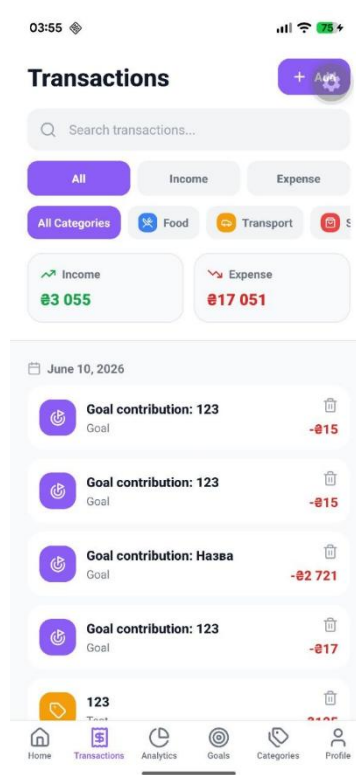 03:55
75
Transactions
+ Add
Search transactions...
All Income Expense
All Categories Food Transport S
Income
₴3 055
Expense
₴17 051
June 10, 2026
Goal contribution: 123
Goal
-₴15
Goal contribution: 123
Goal
-₴15
Goal contribution: Назва
Goal
-₴2 721
Goal contribution: 123
Goal
-₴17
123
Home Transactions Analytics Goals Categories Profile